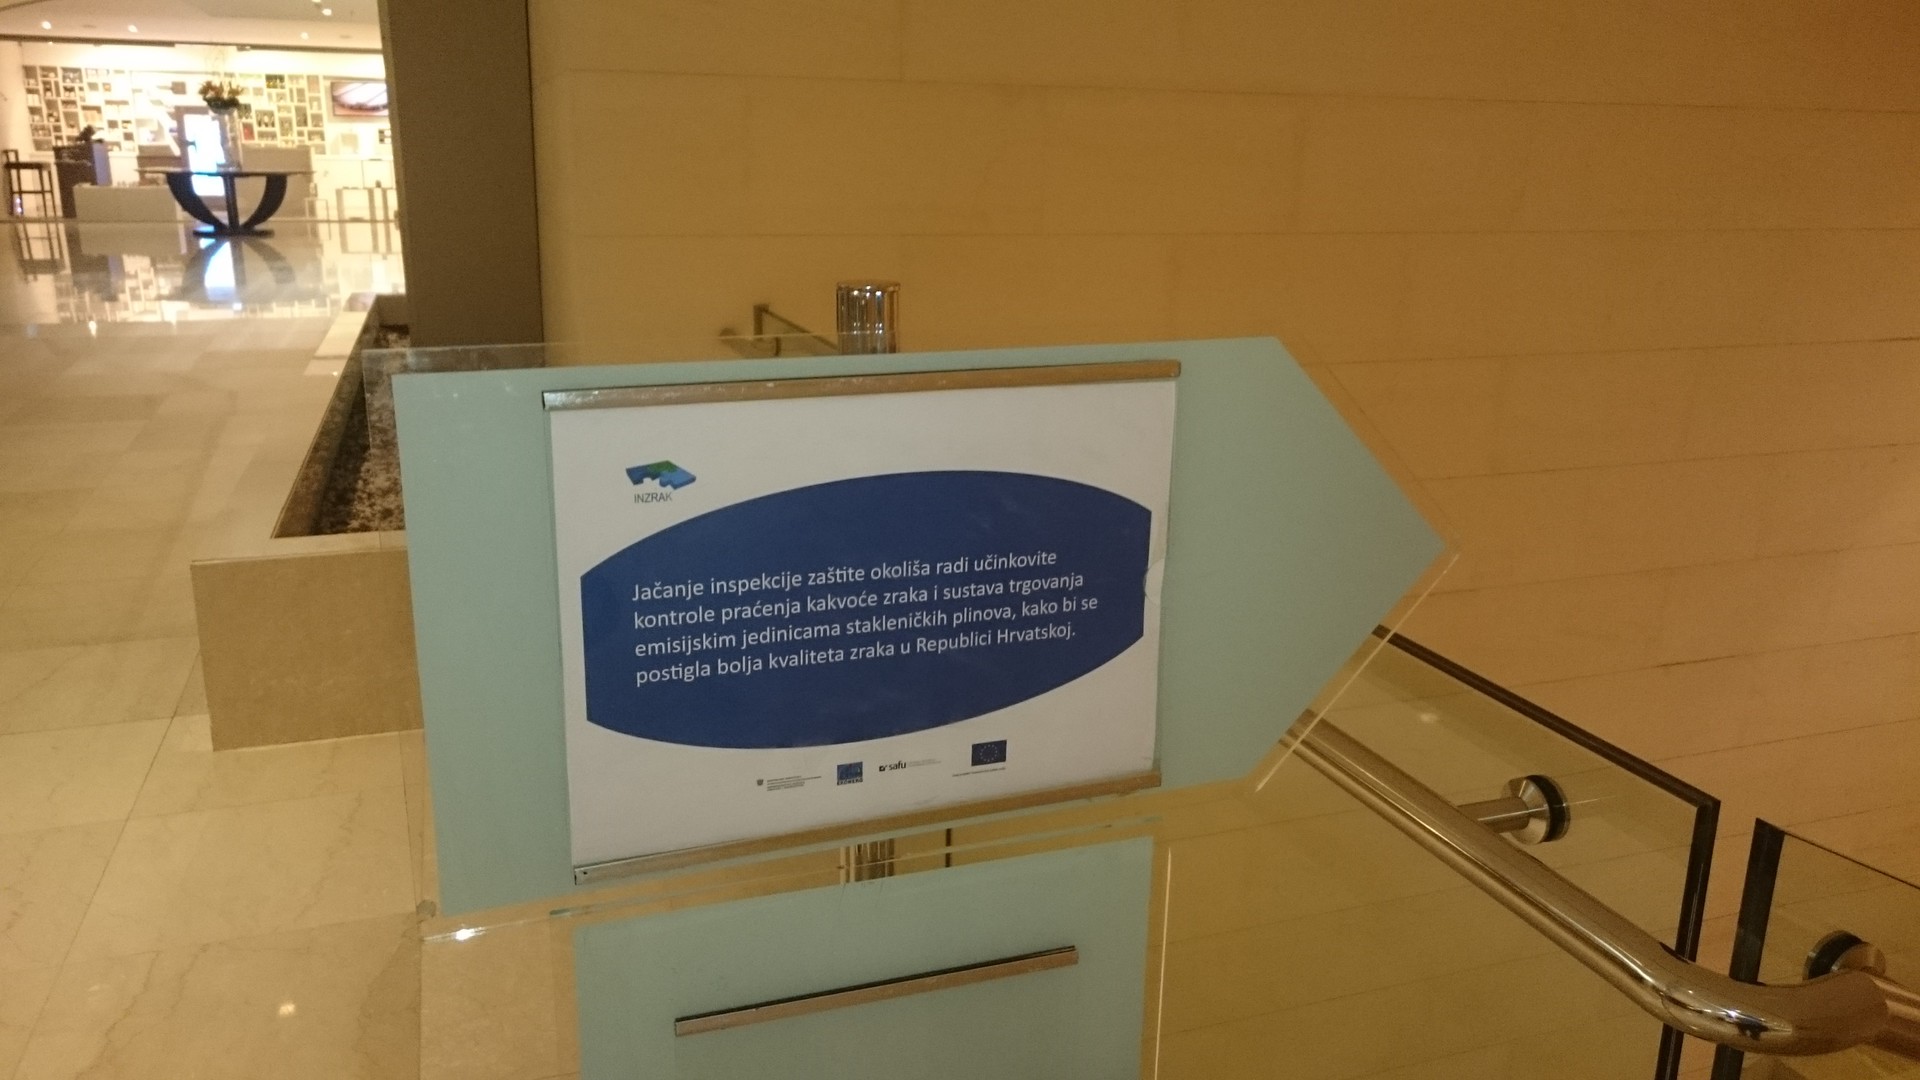 INZRAK
Jačanje inspekcije zaštite okoliša radi učinkovite
kontrole praćenja kakvoće zraka i sustava trgovanja
emisijskim jedinicama stakleničkih plinova, kako bi se
postigla bolja kvaliteta zraka u Republici Hrvatskoj.
safu